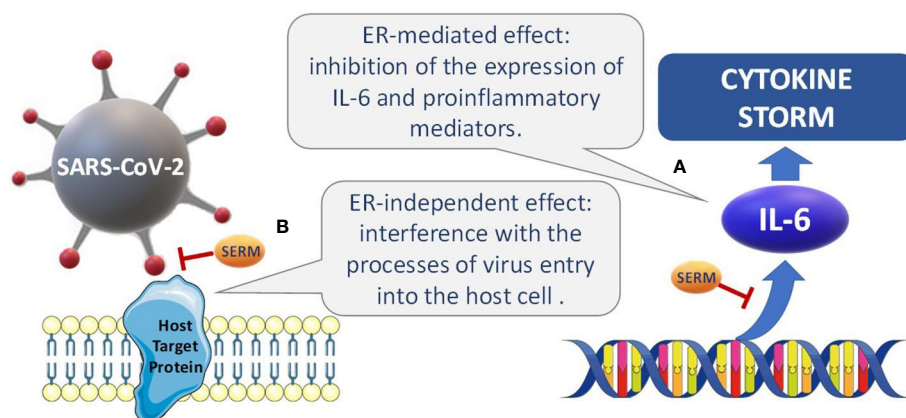 ER-mediated effect:
inhibition of the expression of
IL-6 and proinflammatory
mediators.
CYTOKINE
STORM
SARS-CoV-2
A
ER-independent effect:
interference with the
processes of virus entry
into the host cell .
B
SERM
IL-6
SERM
Host
Target
Protein